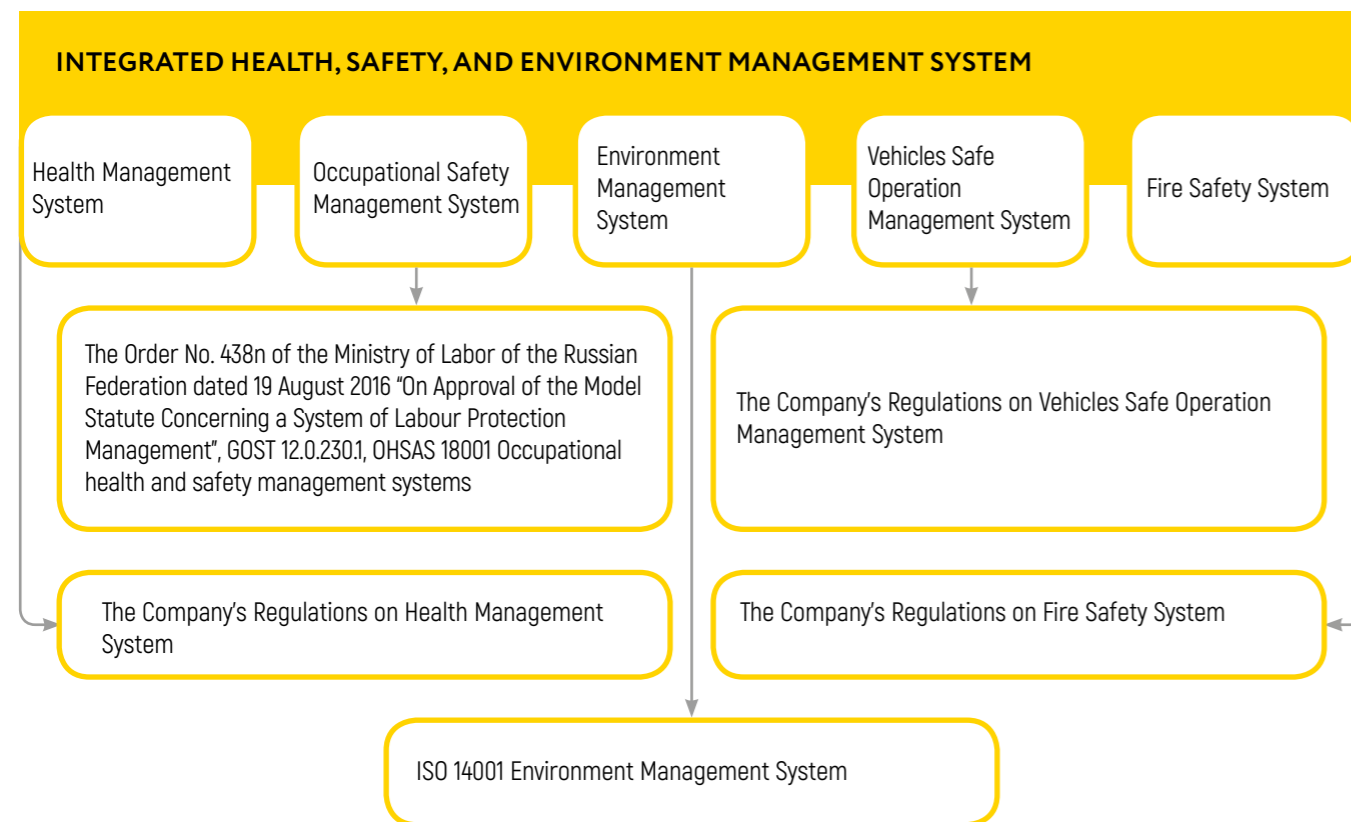 INTEGRATED HEALTH, SAFETY, AND ENVIRONMENT MANAGEMENT SYSTEM
Health Management
System
Occupational Safety
Management System
Environment
Management
System
Vehicles Safe
Operation
Management System
Fire Safety System
The Order No. 438n of the Ministry of Labor of the Russian
Federation dated 19 August 2016 “On Approval of the Model
Statute Concerning a System of Labour Protection
Management”, GOST 12.0.230.1, OHSAS 18001 Occupational
health and safety management systems
The Company’s Regulations on Vehicles Safe Operation
Management System
The Company’s Regulations on Health Management
System
The Company’s Regulations on Fire Safety System
ISO 14001 Environment Management System